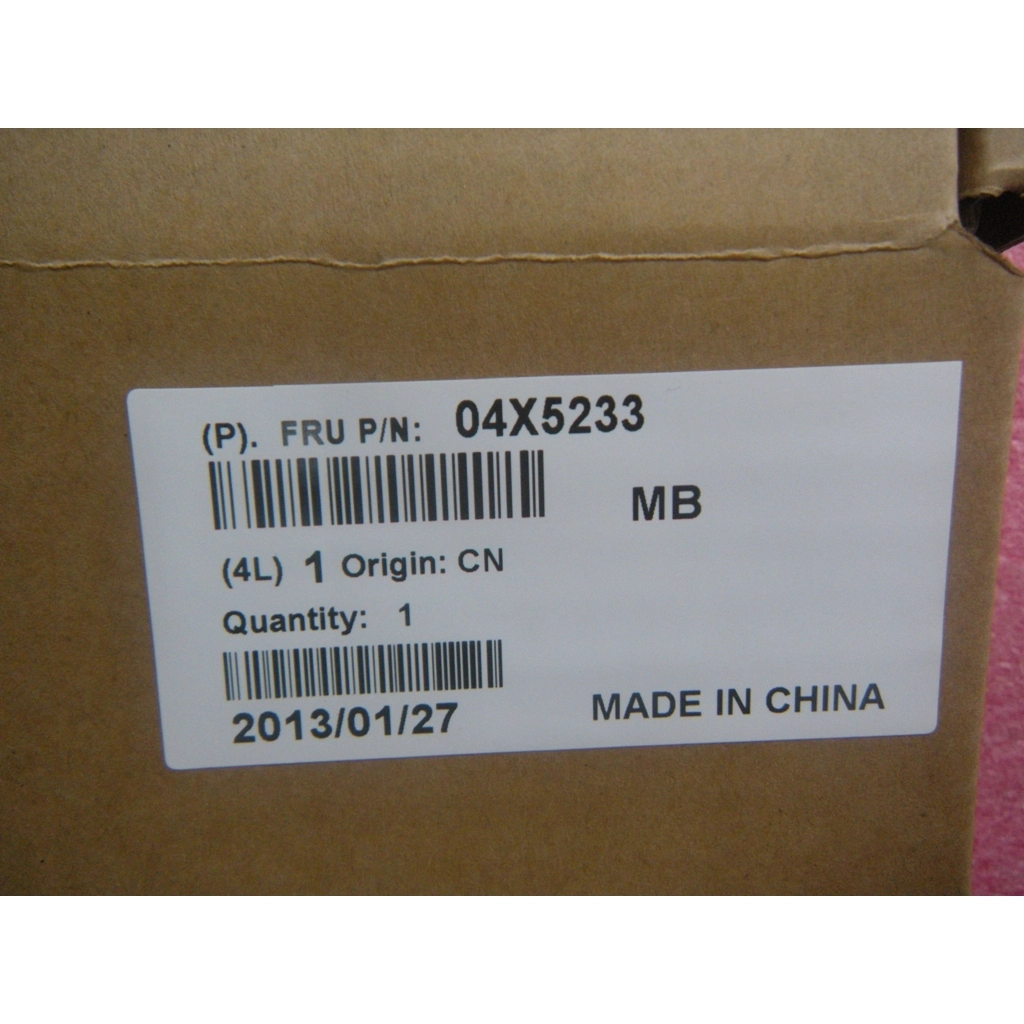 (P). FRU P/N: 04X5233
MB
(4L) 1 Origin: CN
Quantity: 1
2013/01/27
MADE IN CHINA